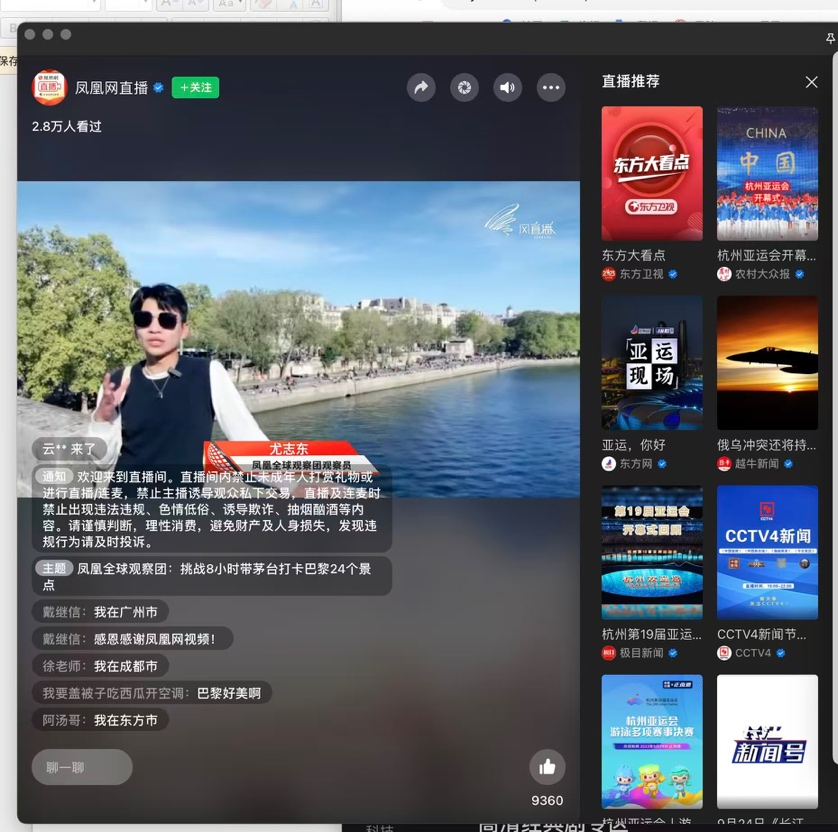 保存
凤凰网直播
+关注
2.8万人看过
凤直播
尤志东
凤凰全球观察团观察员
云** 来了
通知 欢迎来到直播间。直播间内禁止未成年人打赏礼物或
进行直播/连麦，禁止主播诱导观众私下交易，直播及连麦时
禁止出现违法违规、色情低俗、诱导欺诈、抽烟酗酒等内
容。请谨慎判断，理性消费，避免财产及人身损失，发现违
规行为请及时投诉。
主题 凤凰全球观察团：挑战8小时带茅台打卡巴黎24个景
点
戴继信：我在广州市
戴继信：感恩感谢凤凰网视频！
徐老师：我在成都市
我要盖被子吃西瓜开空调：巴黎好美啊
阿汤哥：我在东方市
聊一聊
9360
直播推荐
东方大看点
东方卫视
东方大看点
东方卫视
CHINA
中国
杭州亚运会
开幕式
杭州亚运会开幕...
农村大众报
「亚运
现场」
亚运，你好
东方网
俄乌冲突还将持...
越牛新闻
第19届亚运会
开幕式回顾
杭州第19届亚运...
极目新闻
CCTV4新闻
CCTV4新闻节...
CCTV4
杭州亚运会
游泳多项赛事决赛
长江
新闻号